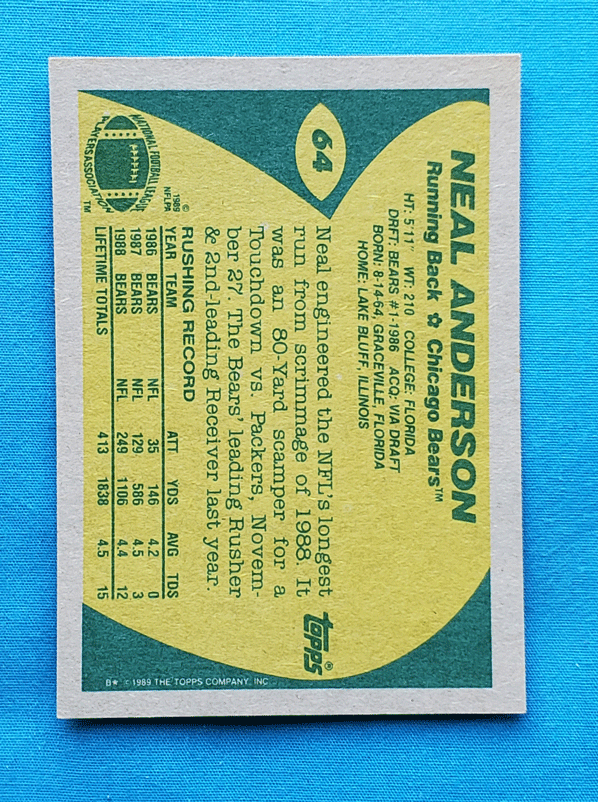 64
NEAL ANDERSON
Running Back ✩ Chicago Bears™
HT: 5'11" WT: 210 COLLEGE: FLORIDA
DRFT: BEARS #1-1986 ACQ: VIA DRAFT
BORN: 8-14-64, GRACEVILLE, FLORIDA
HOME: LAKE BLUFF, ILLINOIS
Neal engineered the NFL's longest
run from scrimmage of 1988. It
was an 80-Yard scamper for a
Touchdown vs. Packers, Novem-
ber 27. The Bears' leading Rusher
& 2nd-leading Receiver last year.
topps®
RUSHING RECORD
YEAR TEAM ATT YDS AVG TDS
1986 BEARS NFL 35 146 4.2 0
1987 BEARS NFL 129 586 4.5 3
1988 BEARS NFL 249 1106 4.4 12
LIFETIME TOTALS 413 1838 4.5 15
NATIONAL FOOTBALL LEAGUE
PLAYERS ASSOCIATION
™
©
1989
NFLPA
B* © 1989 THE TOPPS COMPANY, INC.